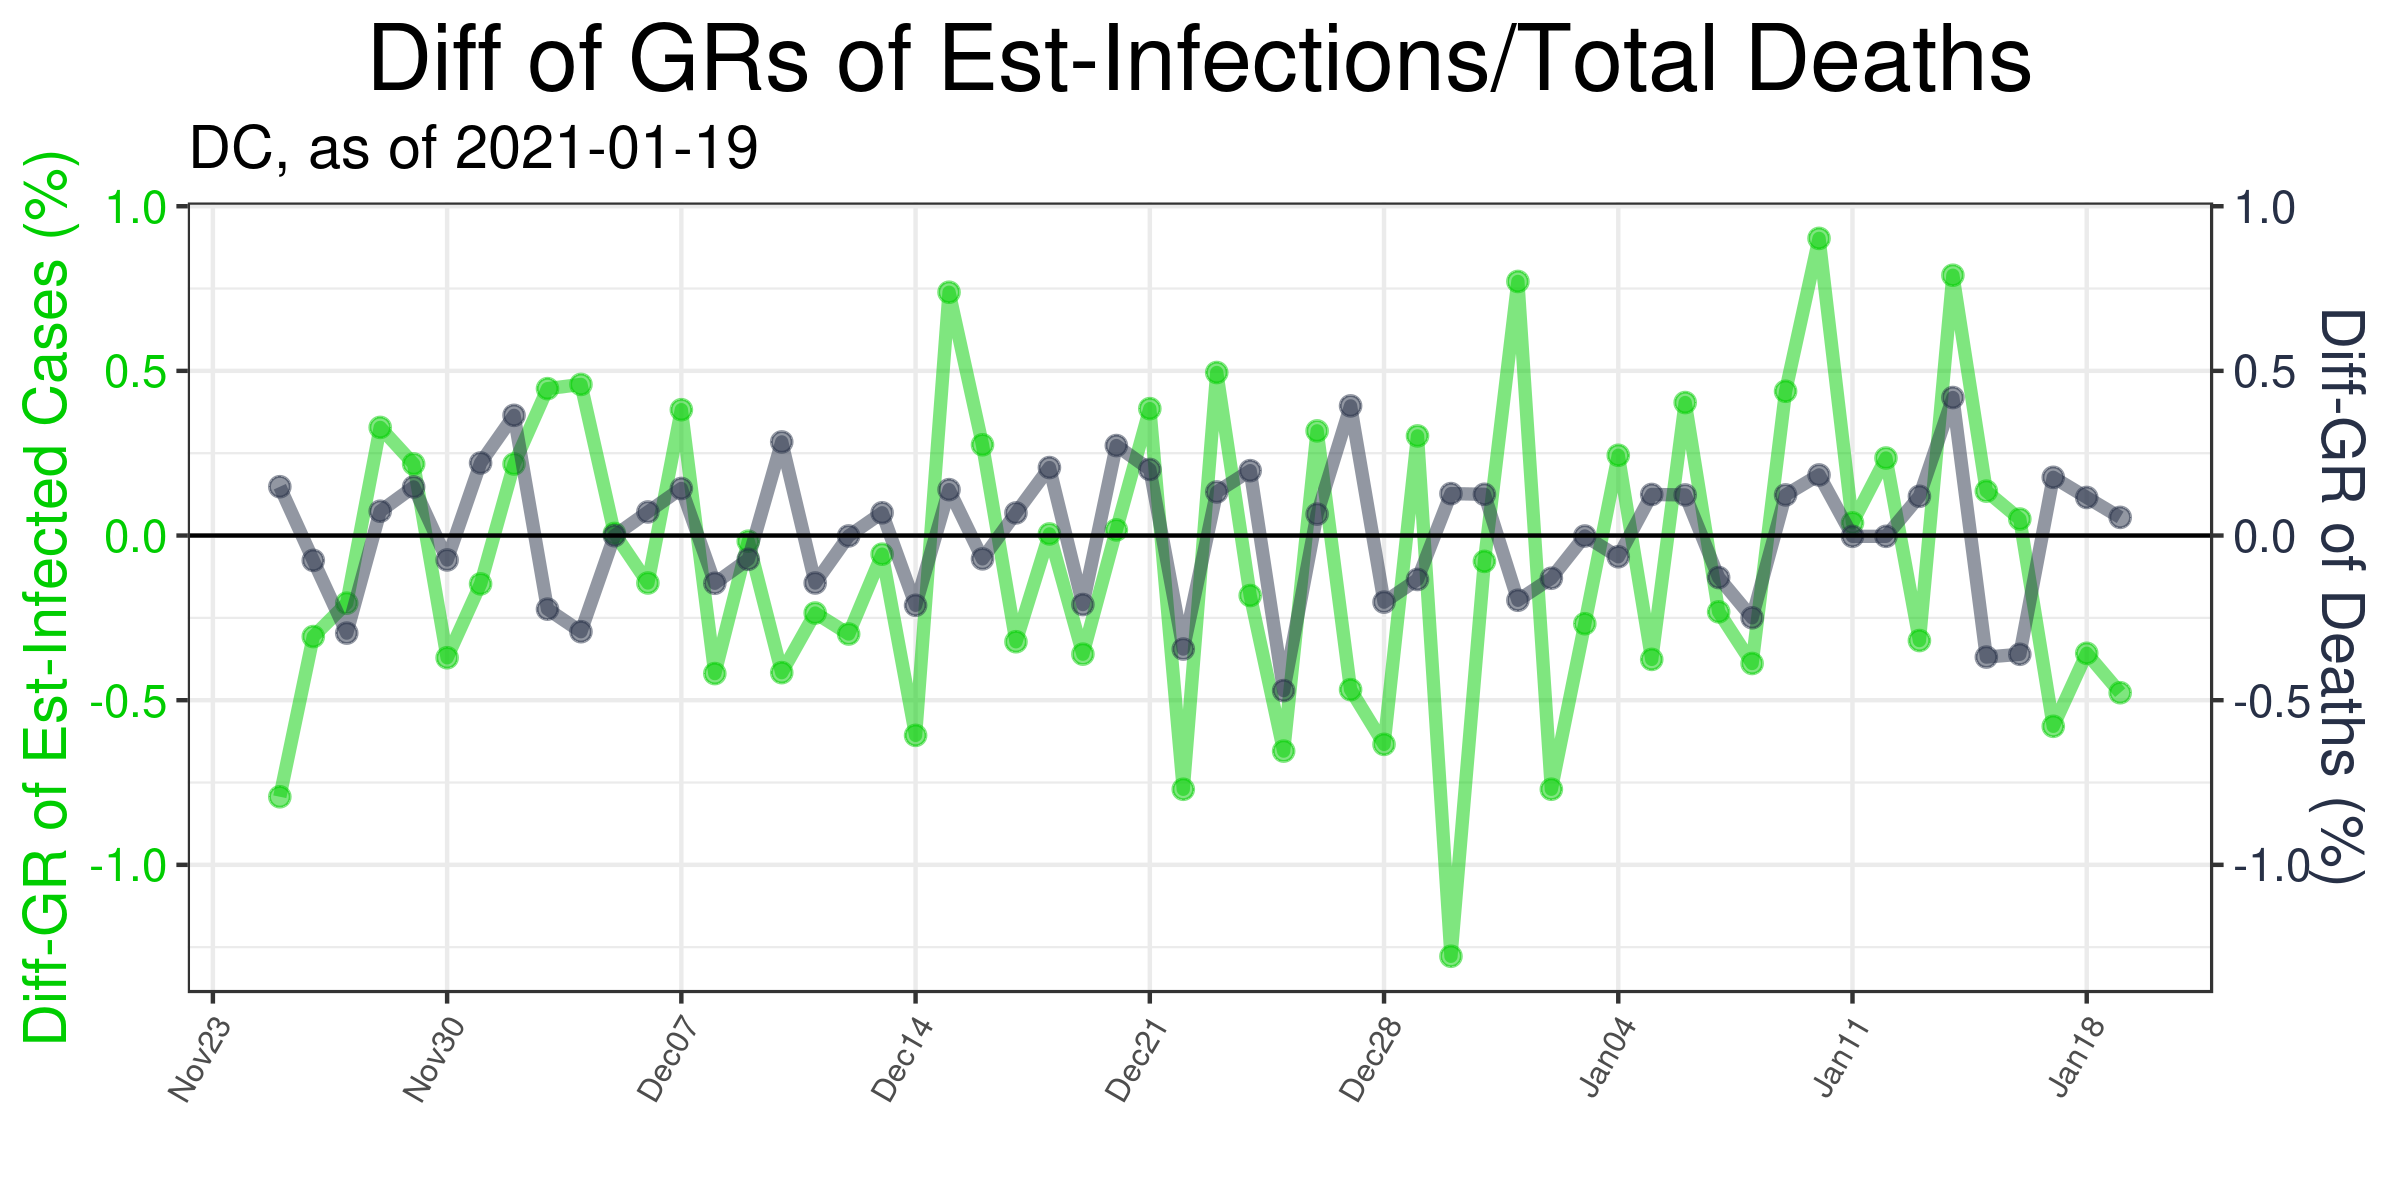 Diff of GRs of Est-Infections/Total Deaths
DC, as of 2021-01-19
Diff-GR of Est-Infected Cases (%)
1.0
0.5
0.0
-0.5
-1.0
1.0
0.5
0.0
-0.5
-1.0
Diff-GR of Deaths (%)
Nov23
Nov30
Dec07
Dec14
Dec21
Dec28
Jan04
Jan11
Jan18